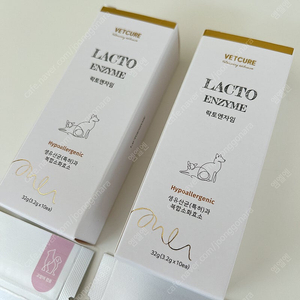 VETCURE
LACTO
ENZYME
락토엔자임
Hypoallergenic
생유산균(특허)과
복합소화효소
32g(3.2g x 10ea)
VETCURE
LACTO
ENZYME
락토엔자임
Hypoallergenic
생유산균(특허)과
복합소화효소
32g(3.2g x 10ea)